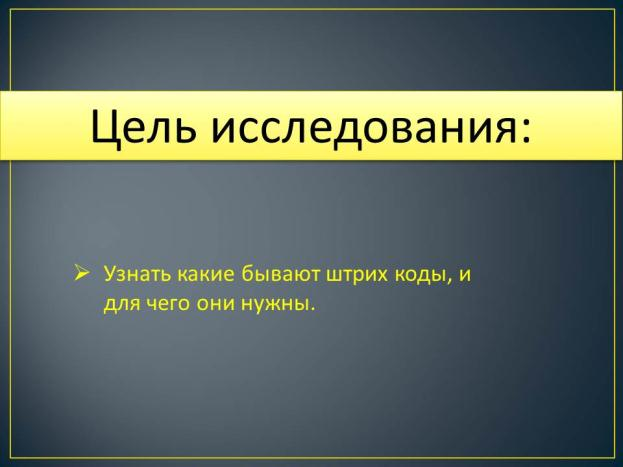 Цель исследования:
Узнать какие бывают штрих коды, и
для чего они нужны.